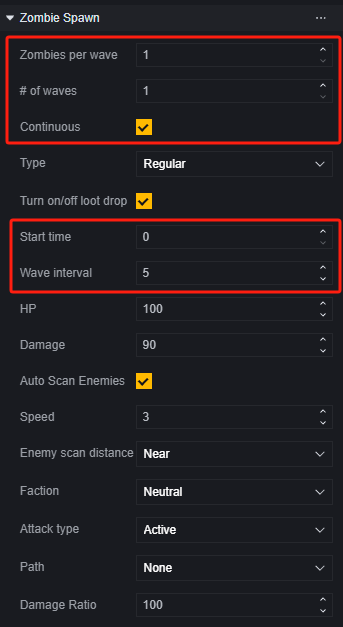 Zombie Spawn ...
Zombies per wave 1
# of waves 1
Continuous
Type Regular
Turn on/off loot drop
Start time 0
Wave interval 5
HP 100
Damage 90
Auto Scan Enemies
Speed 3
Enemy scan distance Near
Faction Neutral
Attack type Active
Path None
Damage Ratio 100